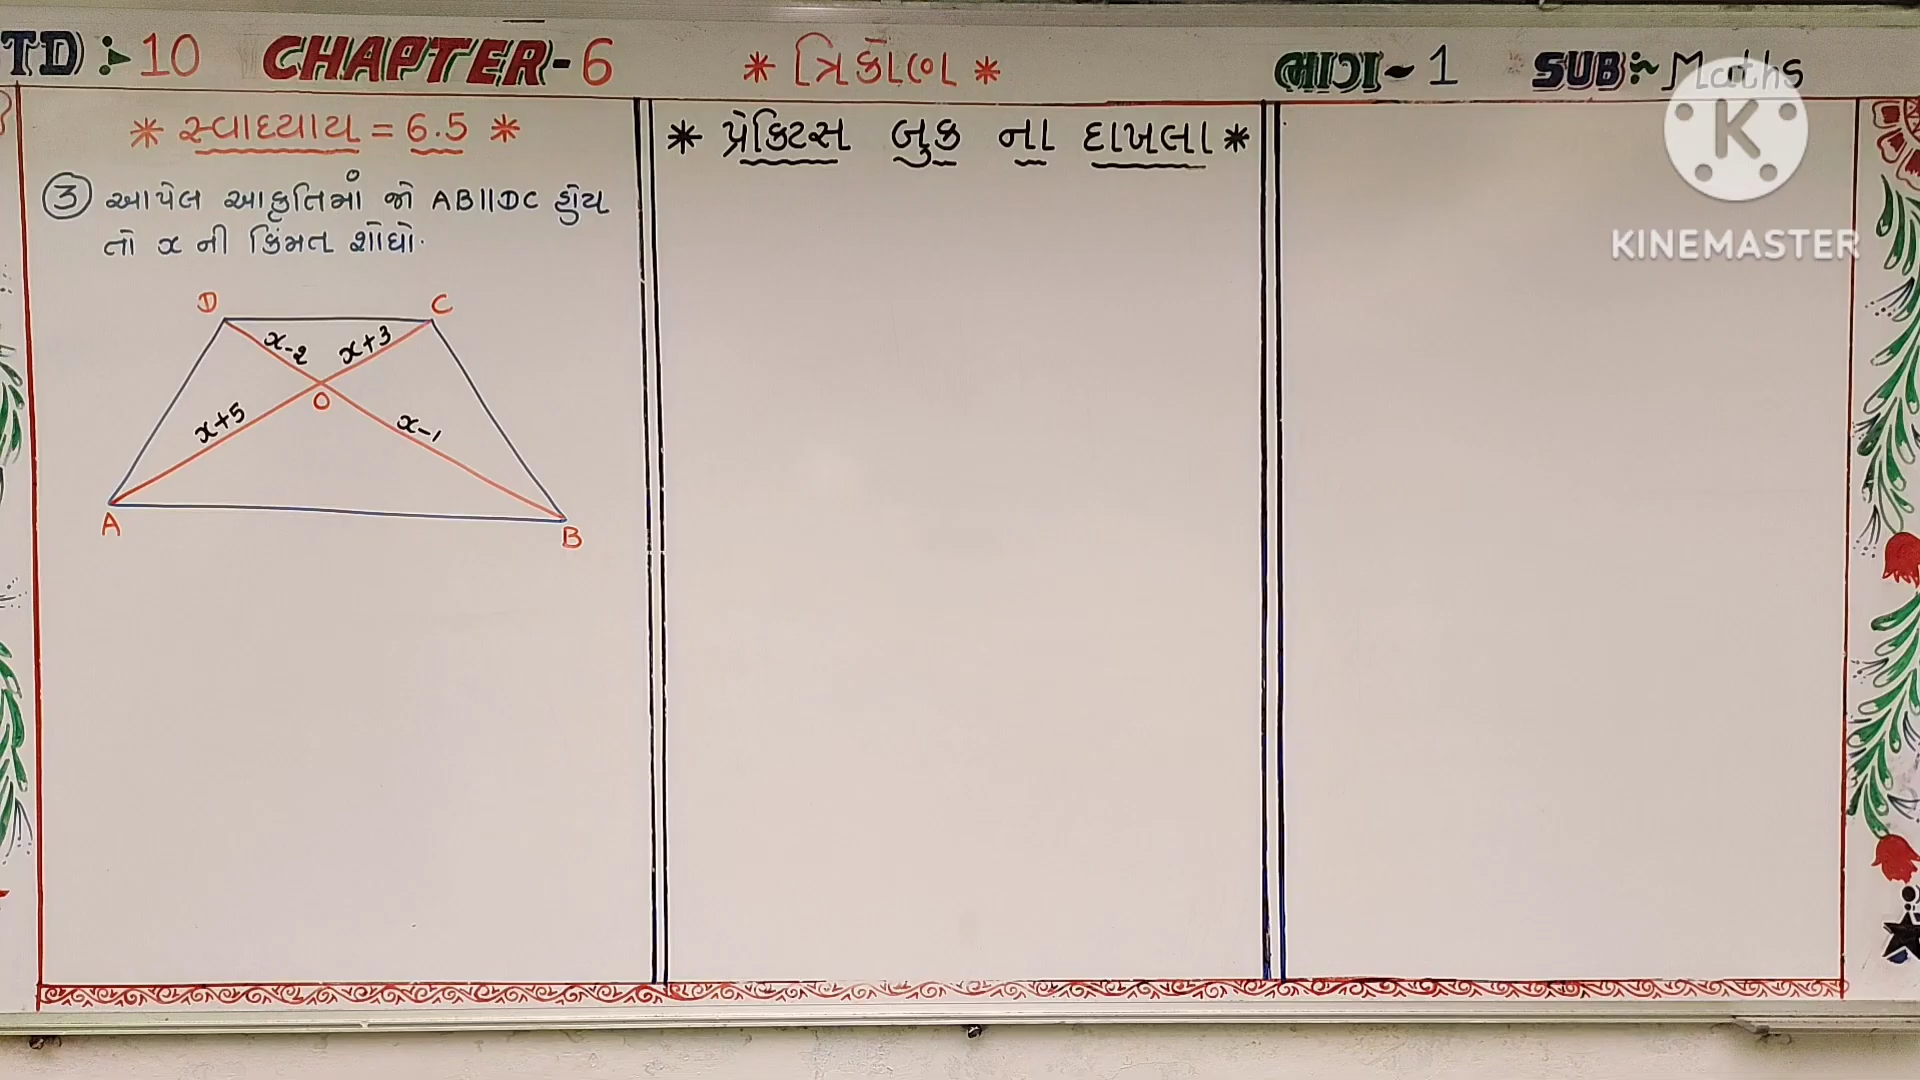 TD :- 10 CHAPTER-6 * ત્રિકોણ * ભાગ - 1 SUB:- Maths
K
KINEMASTER
* સ્વાધ્યાય = 6.5 *
③ આપેલ આકૃતિમાં જો AB||DC હોય
તો x ની કિંમત શોધો.
D C
x-2 x+3
O
x+5 x-1
A B
* પ્રેક્ટિસ બુક ના દાખલા *